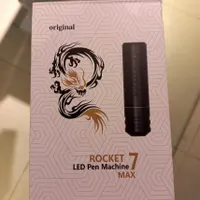 original
ROCKET 7
LED Pen Machine
MAX